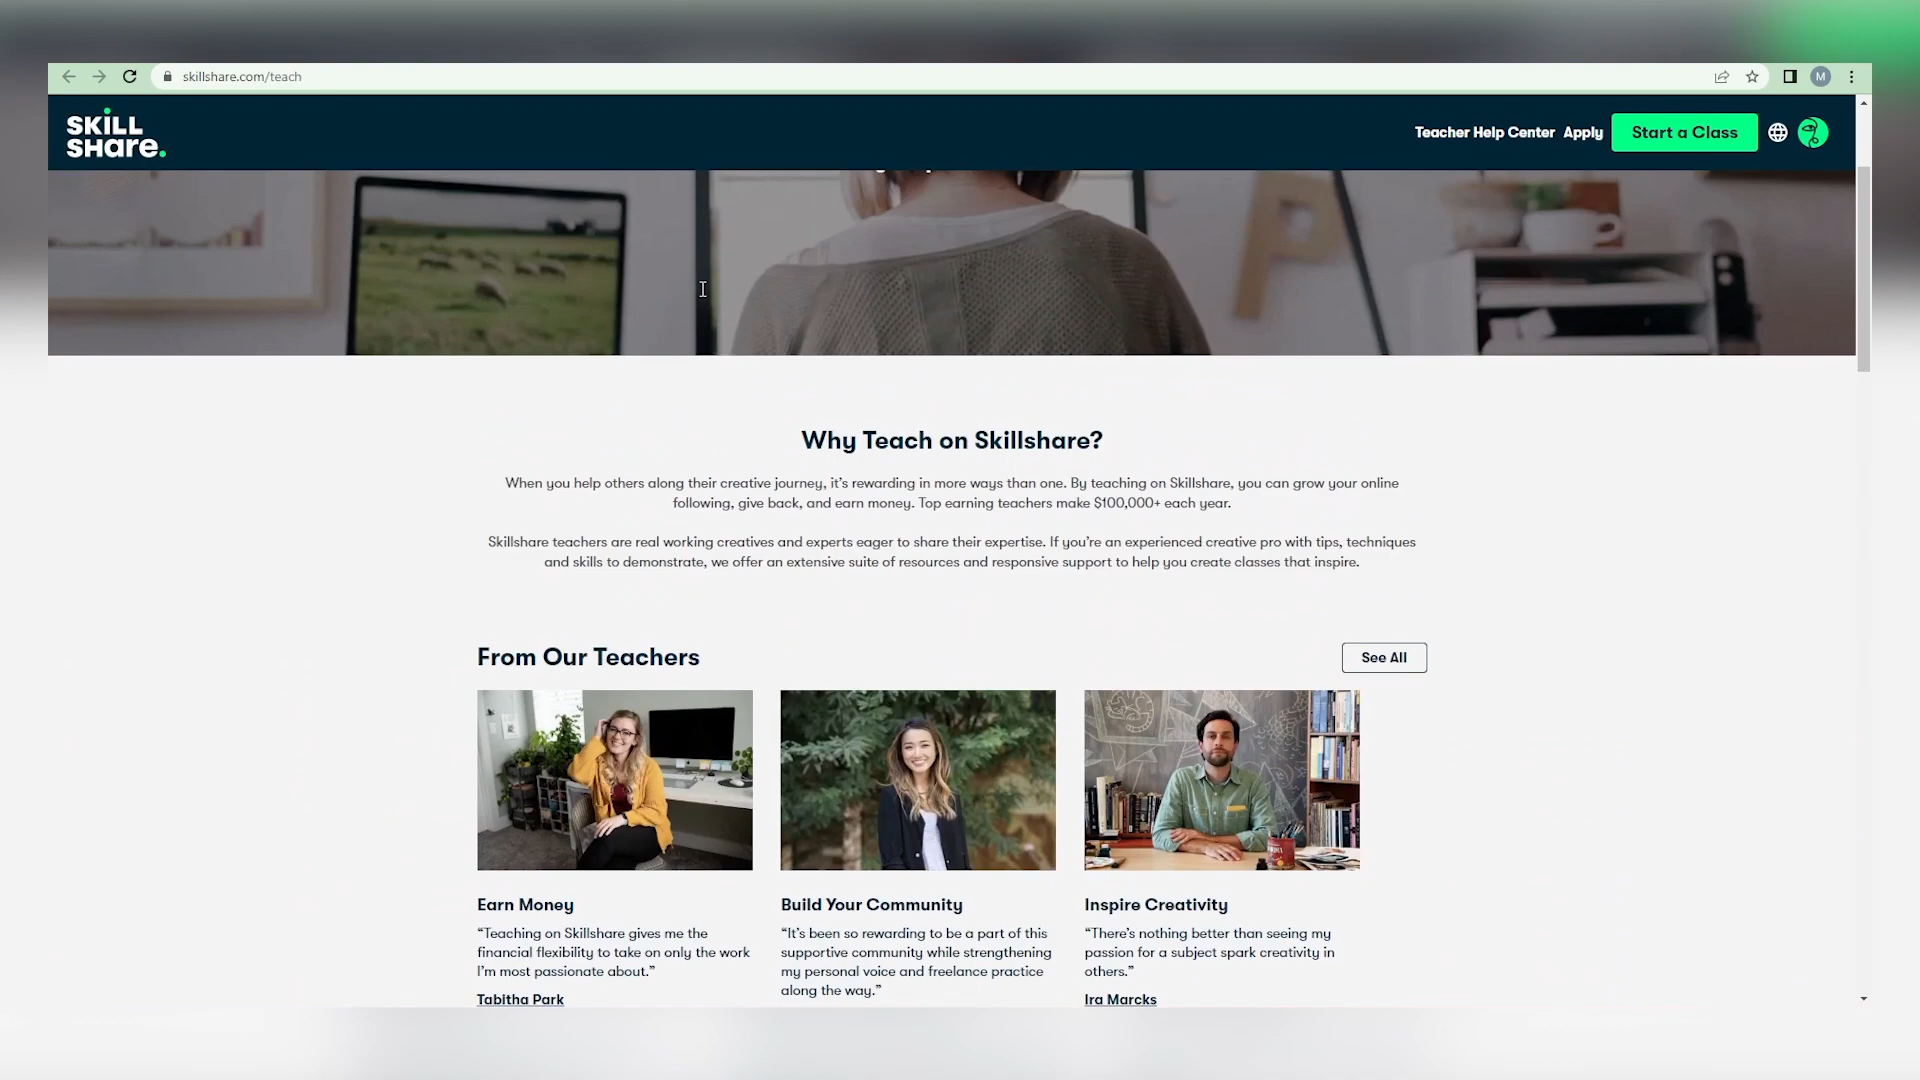 skillshare.com/teach
M
SKILL
SHare.
Teacher Help Center Apply Start a Class
P
Why Teach on Skillshare?
When you help others along their creative journey, it's rewarding in more ways than one. By teaching on Skillshare, you can grow your online
following, give back, and earn money. Top earning teachers make $100,000+ each year.
Skillshare teachers are real working creatives and experts eager to share their expertise. If you're an experienced creative pro with tips, techniques
and skills to demonstrate, we offer an extensive suite of resources and responsive support to help you create classes that inspire.
From Our Teachers
See All
Earn Money
“Teaching on Skillshare gives me the
financial flexibility to take on only the work
I'm most passionate about.”
Tabitha Park
Build Your Community
“It's been so rewarding to be a part of this
supportive community while strengthening
my personal voice and freelance practice
along the way.”
Inspire Creativity
“There's nothing better than seeing my
passion for a subject spark creativity in
others.”
Ira Marcks